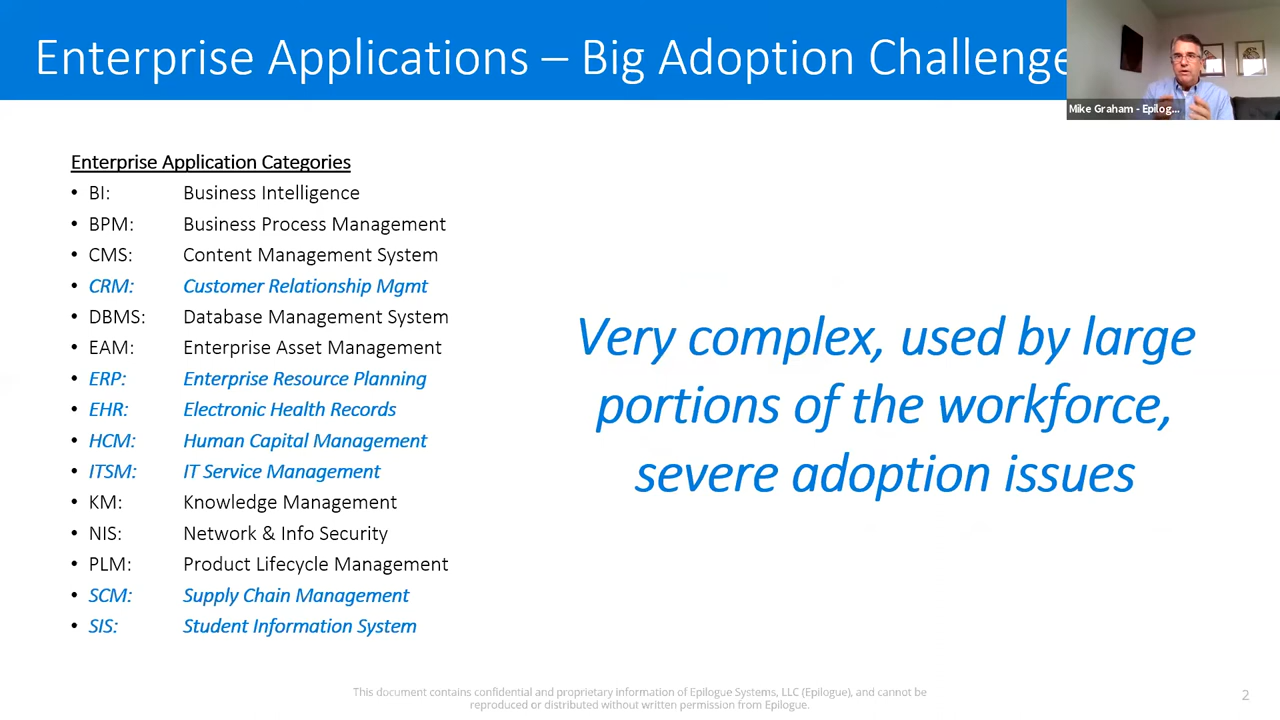 Enterprise Applications – Big Adoption Challenge
Mike Graham - Epilog...
Enterprise Application Categories
• BI: Business Intelligence
• BPM: Business Process Management
• CMS: Content Management System
• CRM: Customer Relationship Mgmt
• DBMS: Database Management System
• EAM: Enterprise Asset Management
• ERP: Enterprise Resource Planning
• EHR: Electronic Health Records
• HCM: Human Capital Management
• ITSM: IT Service Management
• KM: Knowledge Management
• NIS: Network & Info Security
• PLM: Product Lifecycle Management
• SCM: Supply Chain Management
• SIS: Student Information System
Very complex, used by large
portions of the workforce,
severe adoption issues
This document contains confidential and proprietary information of Epilogue Systems, LLC (Epilogue), and cannot be
reproduced or distributed without written permission from Epilogue.
2